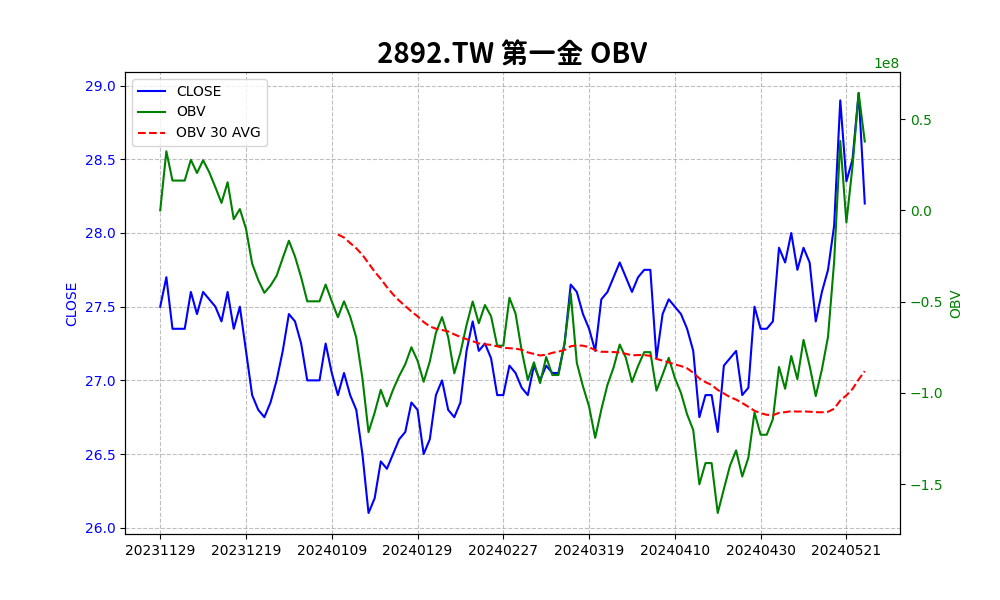 2892.TW 第一金 OBV
1e8
CLOSE
OBV
OBV 30 AVG
29.0
28.5
28.0
27.5
27.0
26.5
26.0
CLOSE
0.5
0.0
−0.5
−1.0
−1.5
OBV
20231129 20231219 20240109 20240129 20240227 20240319 20240410 20240430 20240521